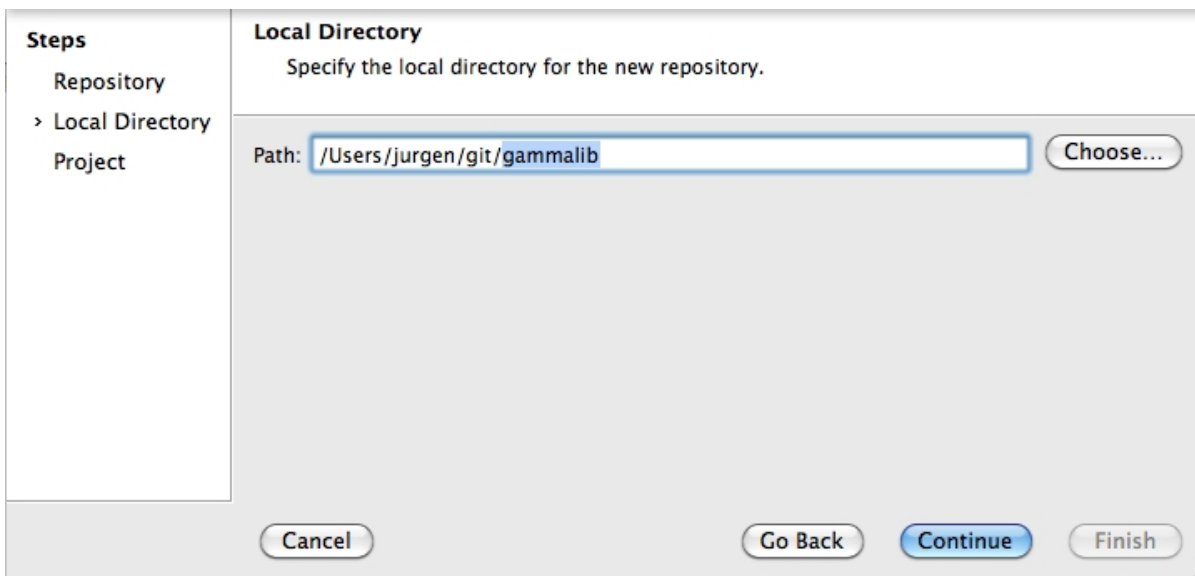 Steps
Repository
› Local Directory
Project
Local Directory
Specify the local directory for the new repository.
Path: /Users/jurgen/git/gammalib Choose...
Cancel Go Back Continue Finish